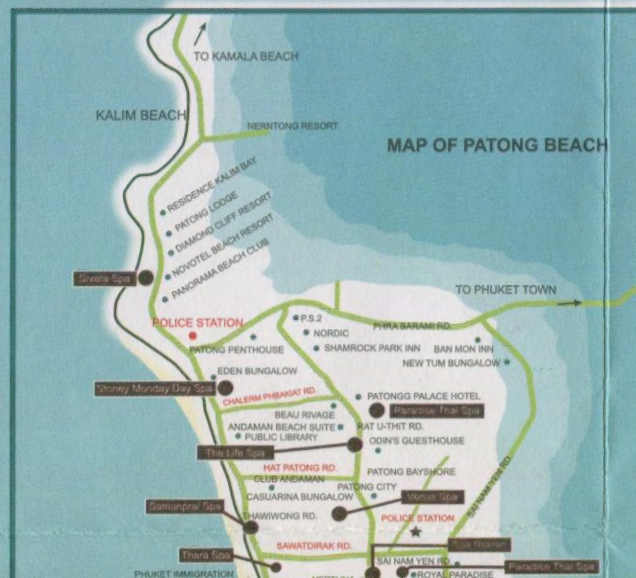 TO KAMALA BEACH
KALIM BEACH
NERNTONG RESORT
MAP OF PATONG BEACH
RESIDENCE KALIM BAY
PATONG LODGE
DIAMOND CLIFF RESORT
NOVOTEL BEACH RESORT
PANORAMA BEACH CLUB
Sivara Spa
TO PHUKET TOWN
POLICE STATION
P.S.2
PHRA BARAMI RD.
NORDIC
PATONG PENTHOUSE
SHAMROCK PARK INN
BAN MON INN
NEW TUM BUNGALOW
EDEN BUNGALOW
Stoney Monday Day Spa
CHALERM PHRAKIAT RD.
PATONGG PALACE HOTEL
BEAU RIVAGE
Paradise Thai Spa
ANDAMAN BEACH SUITE
RAT U-THIT RD.
PUBLIC LIBRARY
ODIN'S GUESTHOUSE
The Life Spa
HAT PATONG RD.
PATONG BAYSHORE
CLUB ANDAMAN
PATONG CITY
SAI NAM YEN RD.
CASUARINA BUNGALOW
Venus Spa
Samunprai Spa
THAWIWONG RD.
POLICE STATION
SAWATDIRAK RD.
Thara Spa
SAI NAM YEN RD.
Paradise Thai Spa
PHUKET IMMIGRATION
ROYAL PARADISE